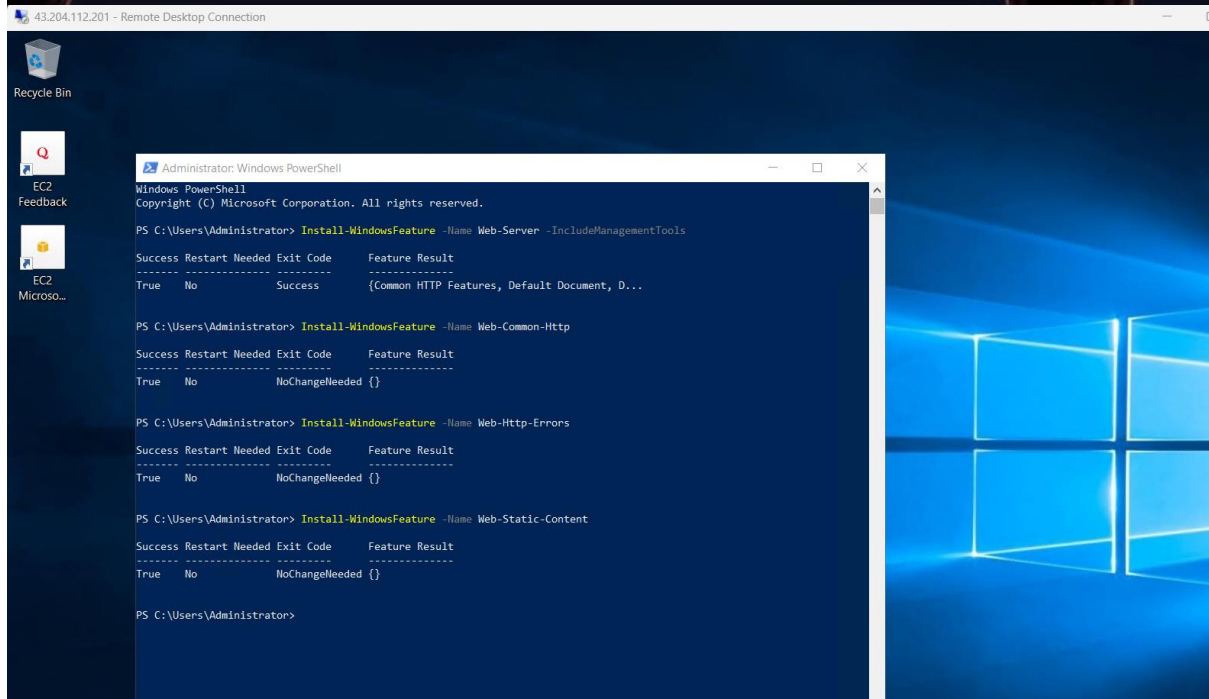 43.204.112.201 - Remote Desktop Connection
Recycle Bin
EC2
Feedback
EC2
Microso...
Administrator: Windows PowerShell
Windows PowerShell
Copyright (C) Microsoft Corporation. All rights reserved.
PS C:\Users\Administrator> Install-WindowsFeature -Name Web-Server -IncludeManagementTools
Success Restart Needed Exit Code      Feature Result
------- -------------- ---------      --------------
True    No             Success        {Common HTTP Features, Default Document, D...
PS C:\Users\Administrator> Install-WindowsFeature -Name Web-Common-Http
Success Restart Needed Exit Code      Feature Result
------- -------------- ---------      --------------
True    No             NoChangeNeeded {}
PS C:\Users\Administrator> Install-WindowsFeature -Name Web-Http-Errors
Success Restart Needed Exit Code      Feature Result
------- -------------- ---------      --------------
True    No             NoChangeNeeded {}
PS C:\Users\Administrator> Install-WindowsFeature -Name Web-Static-Content
Success Restart Needed Exit Code      Feature Result
------- -------------- ---------      --------------
True    No             NoChangeNeeded {}
PS C:\Users\Administrator>